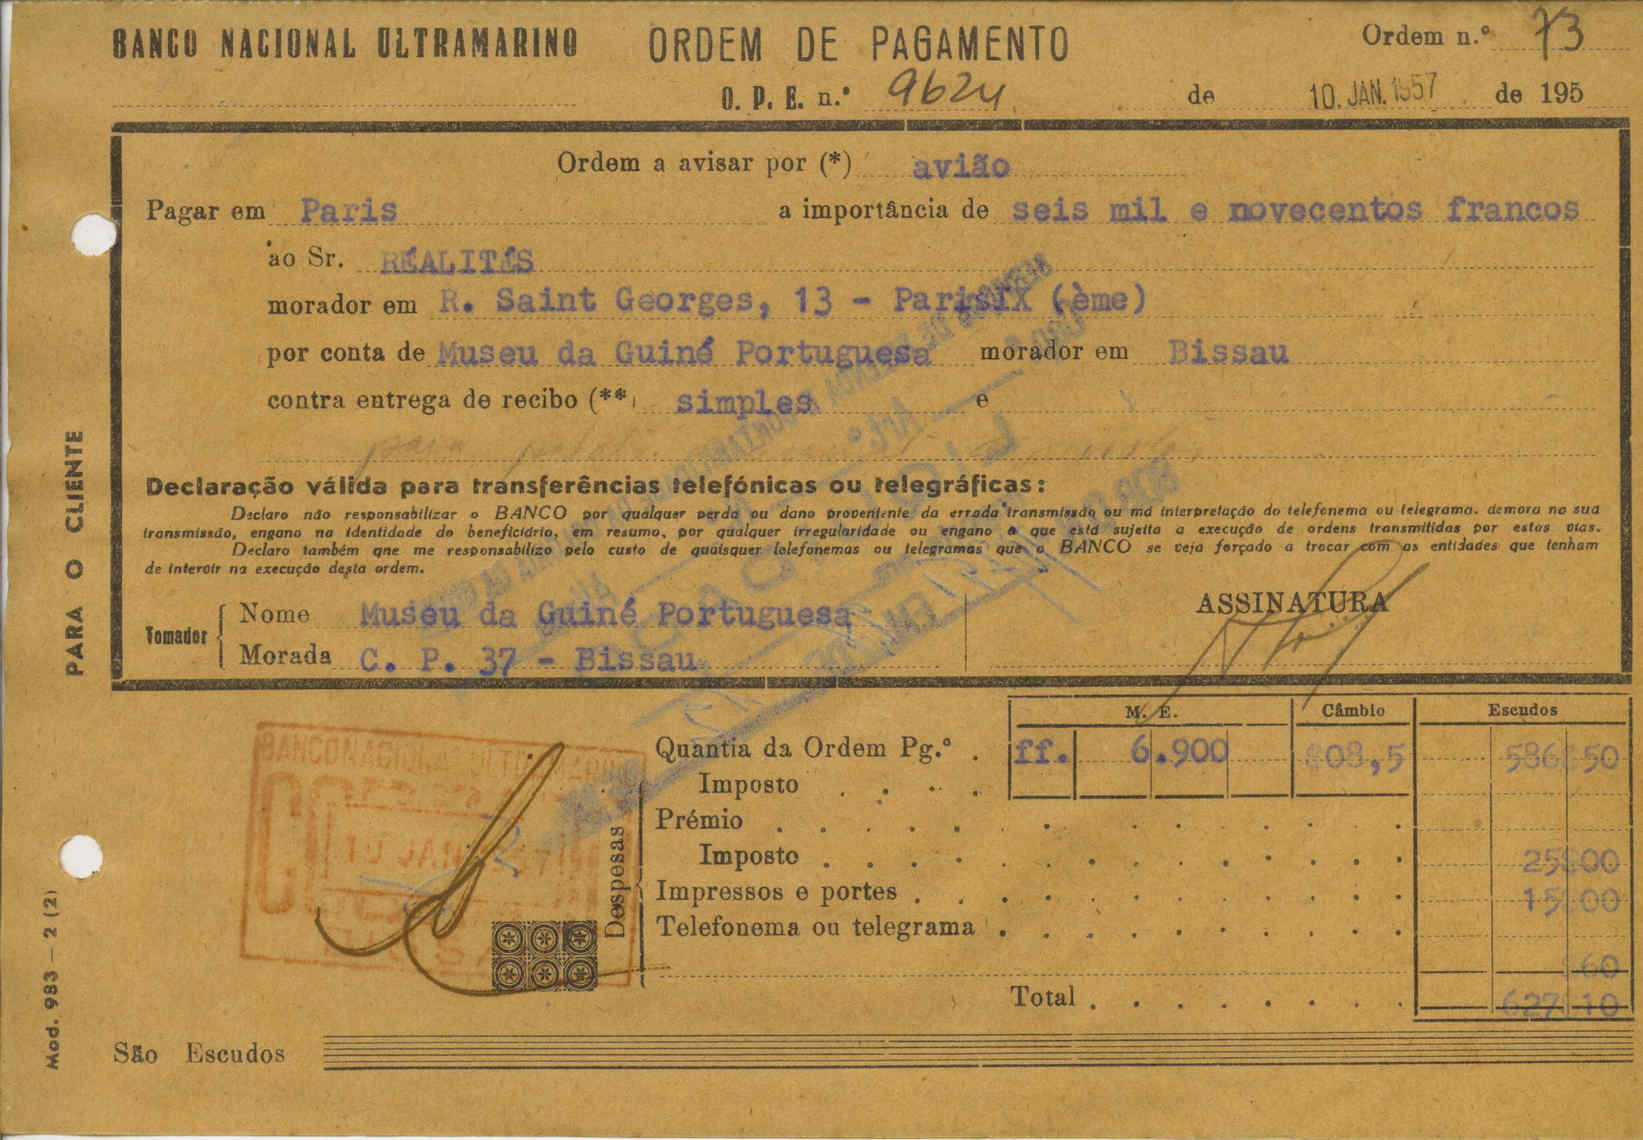 BANCO NACIONAL ULTRAMARINO ORDEM DE PAGAMENTO Ordem n.º 73
O. P. E. n.º 9624 de 10. JAN. 1957 de 195
Ordem a avisar por (*) avião
Pagar em Paris a importância de seis mil e novecentos francos
ao Sr. RÉALITÉS
morador em R. Saint Georges, 13 - ParisIX (ème)
por conta de Museu da Guiné Portuguesa morador em Bissau
contra entrega de recibo (**) simples e
para
Declaração válida para transferências telefónicas ou telegráficas:
Declaro não responsabilizar o BANCO por qualquer perda ou dano proveniente da errada transmissão ou má interpretação do telefonema ou telegrama, demora na sua
transmissão, engano na identidade do beneficiário, em resumo, por qualquer irregularidade ou engano a que está sujeita a execução de ordens transmitidas por estas vias.
Declaro também qne me responsabilizo pelo custo de quaisquer telefonemas ou telegramas que o BANCO se veja forçado a trocar com as entidades que tenham
de intervir na execução desta ordem.
ASSINATURA
Tomador
Nome Museu da Guiné Portuguesa
Morada C. P. 37 - Bissau
M. E. Câmbio Escudos
Quantia da Ordem Pg.º . ff. 6.900 $08,5 586$50
Imposto . . . .
Despesas
Prémio . . . . . . . . . . . . .
Imposto . . . . . . . . . . . . 25$00
Impressos e portes . . . . . . . . . . 15$00
Telefonema ou telegrama . . . . . . . . .
$60
Total . . . . . . . . 627$10
São Escudos
PARA O CLIENTE
Mod. 983 — 2 (2)